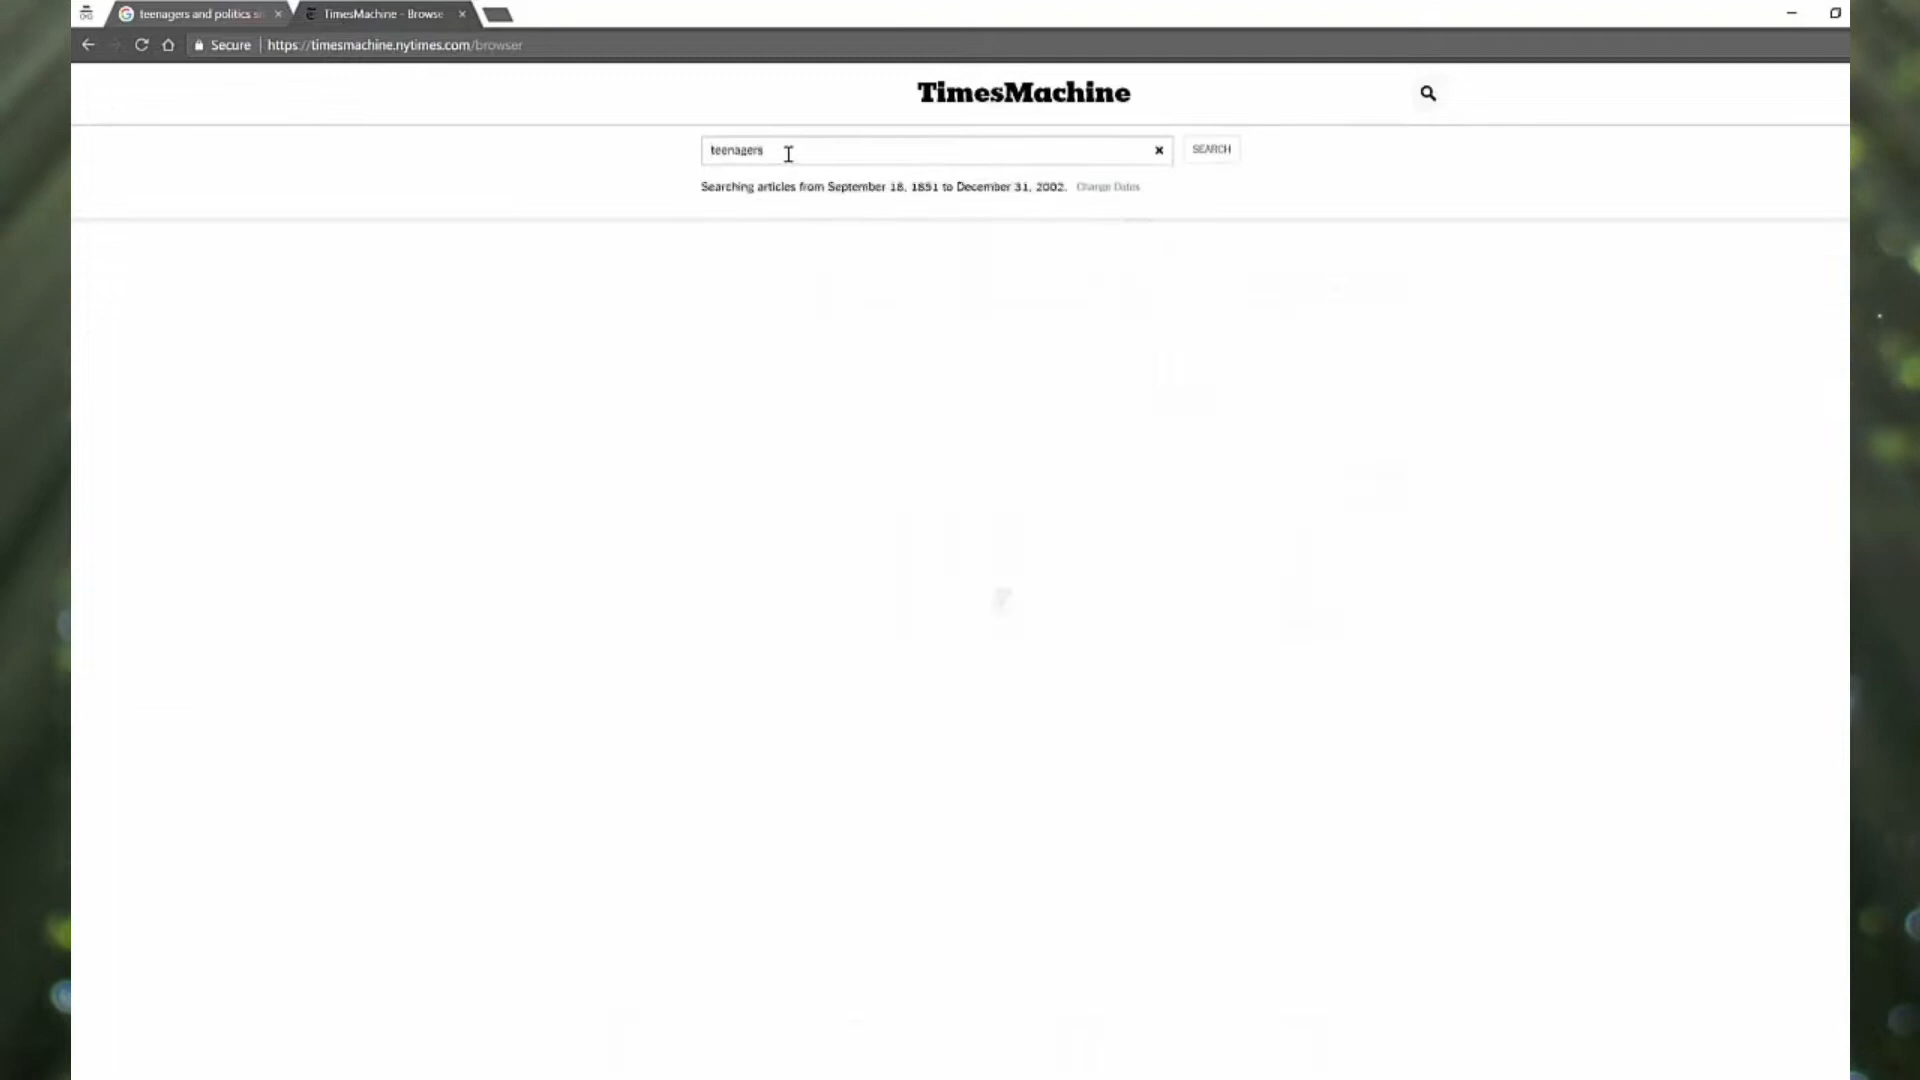 teenagers and politics s
TimesMachine - Browse
Secure
https://timesmachine.nytimes.com/browser
TimesMachine
teenagers
SEARCH
Searching articles from September 18, 1851 to December 31, 2002. Change Dates